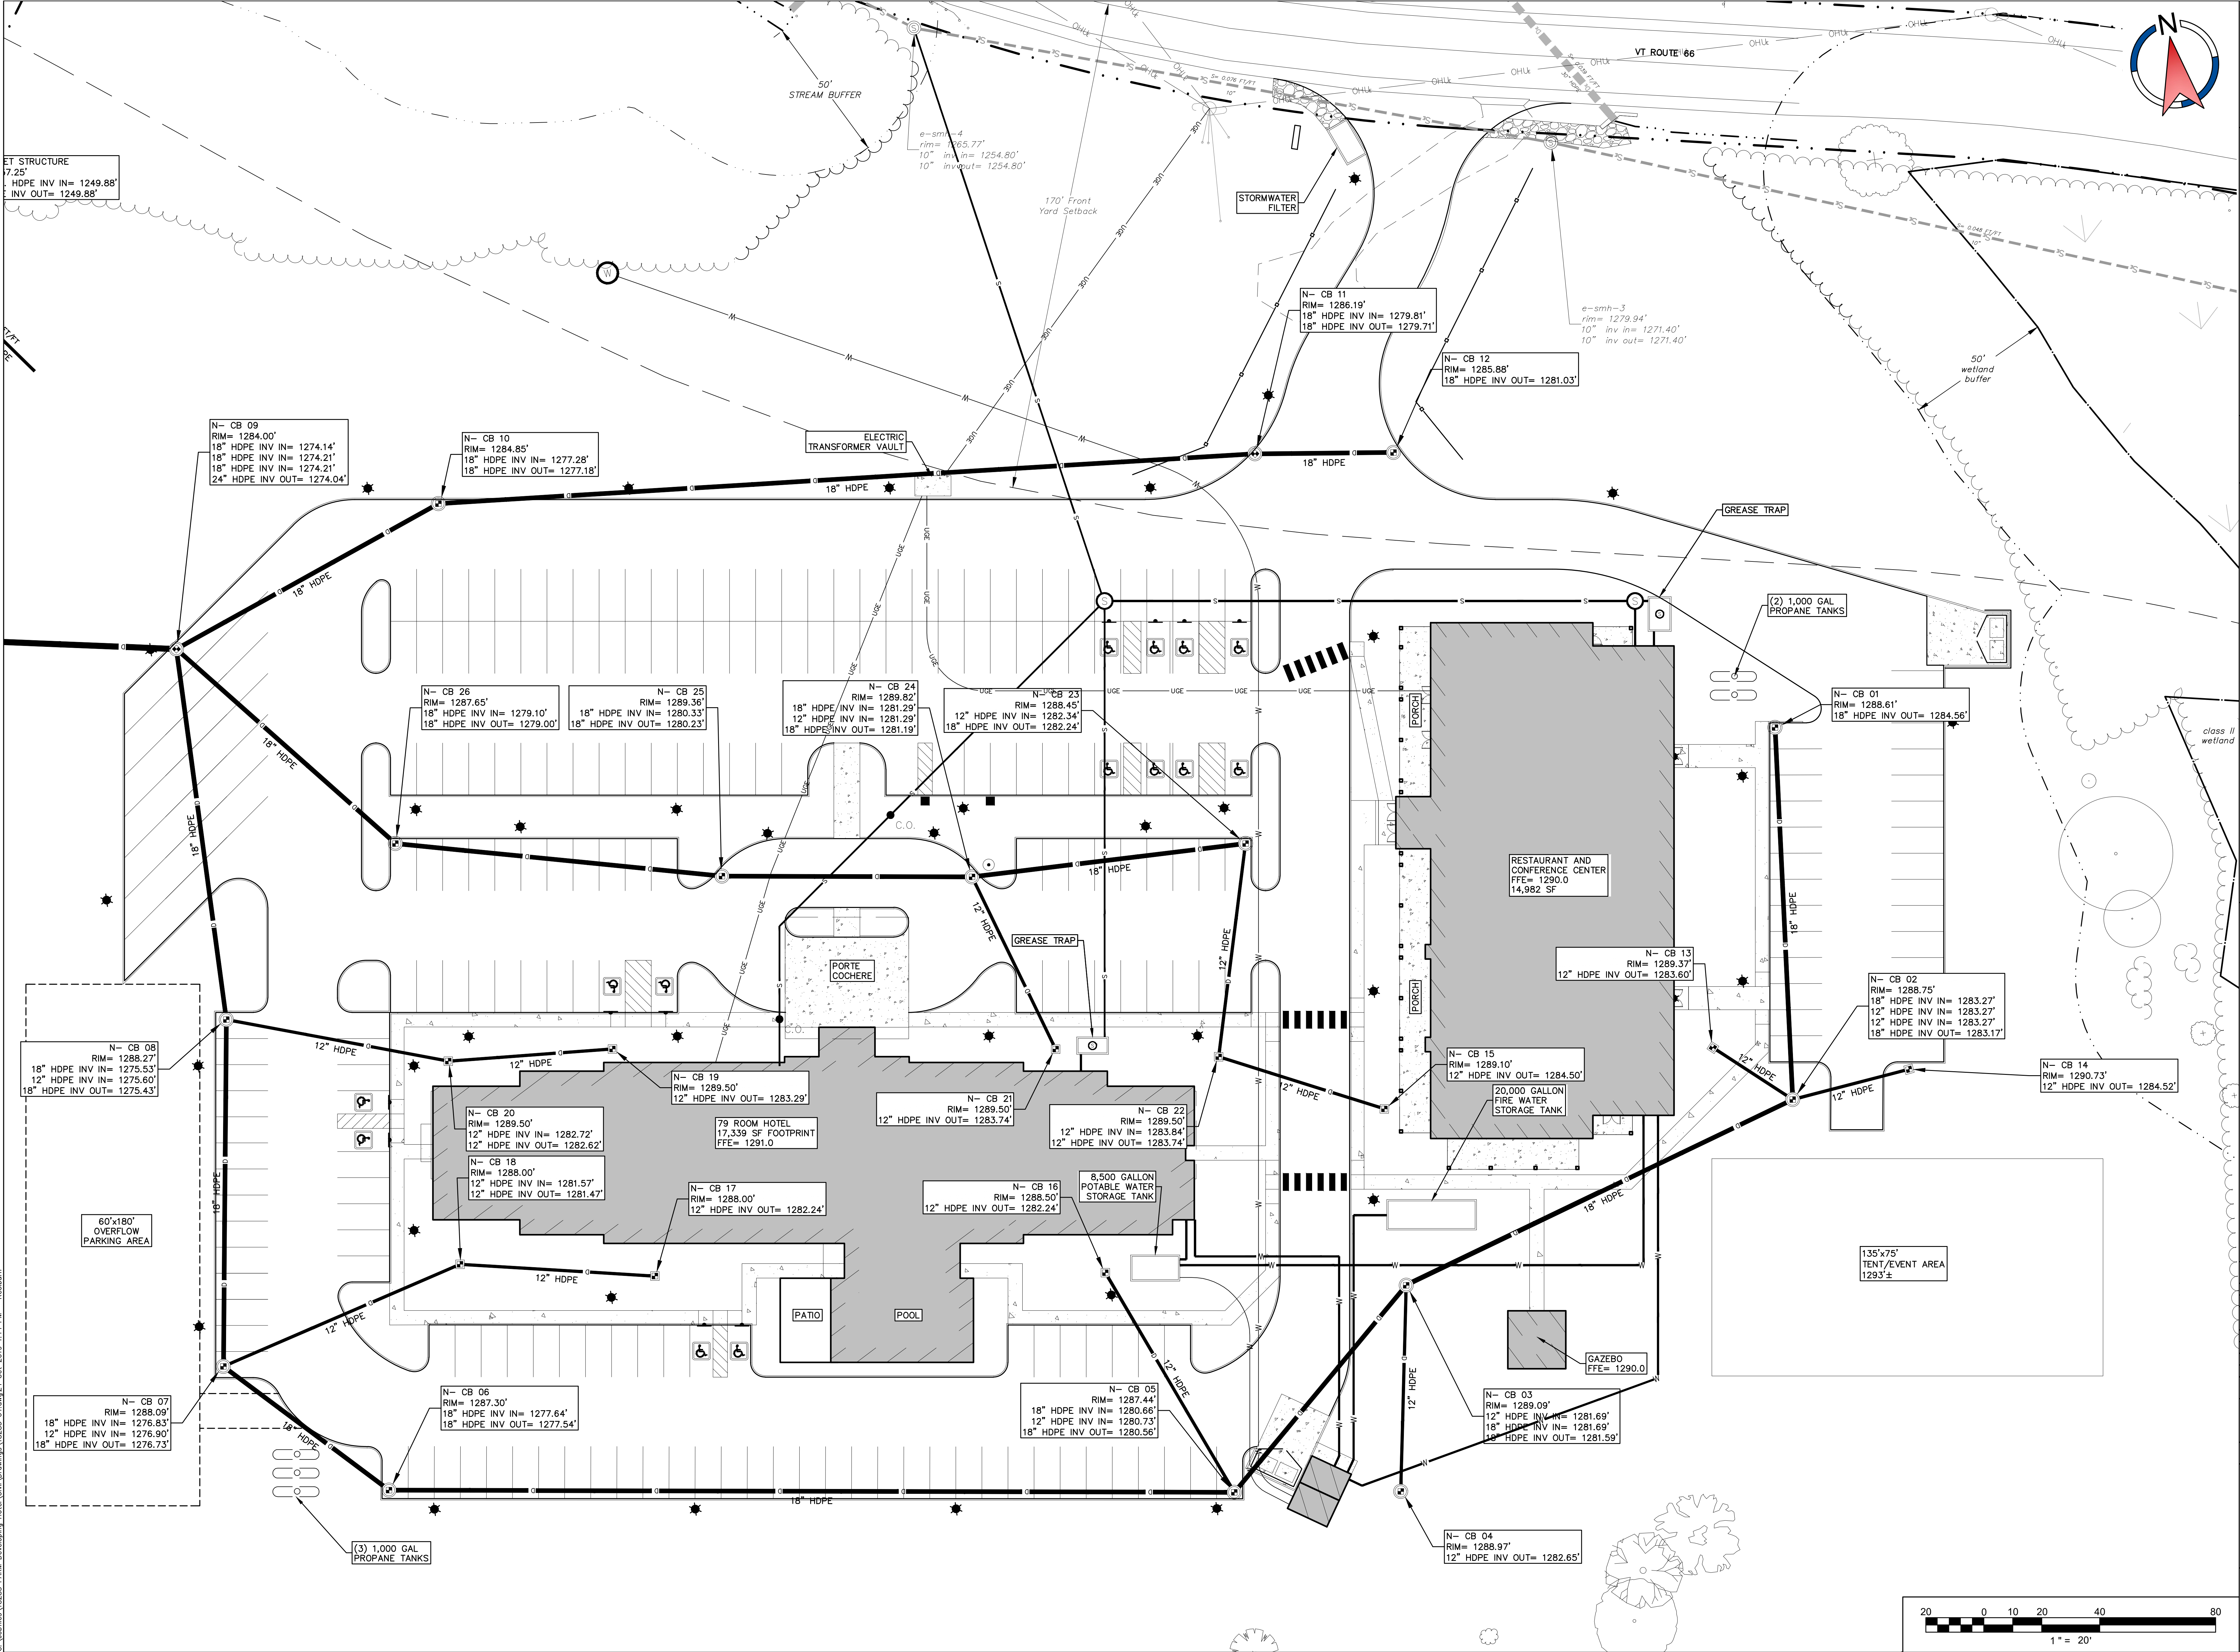 VT ROUTE 66
N
50'
STREAM BUFFER
S= 0.076 FT/FT
10"
e-smh-4
rim= 1265.77'
10" inv in= 1254.80'
10" inv out= 1254.80'
ET STRUCTURE
57.25'
HDPE INV IN= 1249.88'
INV OUT= 1249.88'
170' Front
Yard Setback
STORMWATER
FILTER
S= 0.048 FT/FT
10"
N- CB 11
RIM= 1286.19'
18" HDPE INV IN= 1279.81'
18" HDPE INV OUT= 1279.71'
e-smh-3
rim= 1279.94'
10" inv in= 1271.40'
10" inv out= 1271.40'
N- CB 12
RIM= 1285.88'
18" HDPE INV OUT= 1281.03'
50'
wetland
buffer
N- CB 09
RIM= 1284.00'
18" HDPE INV IN= 1274.14'
18" HDPE INV IN= 1274.21'
18" HDPE INV IN= 1274.21'
24" HDPE INV OUT= 1274.04'
N- CB 10
RIM= 1284.85'
18" HDPE INV IN= 1277.28'
18" HDPE INV OUT= 1277.18'
ELECTRIC
TRANSFORMER VAULT
18" HDPE
18" HDPE
18" HDPE
GREASE TRAP
(2) 1,000 GAL
PROPANE TANKS
N- CB 26
RIM= 1287.65'
18" HDPE INV IN= 1279.10'
18" HDPE INV OUT= 1279.00'
N- CB 25
RIM= 1289.36'
18" HDPE INV IN= 1280.33'
18" HDPE INV OUT= 1280.23'
N- CB 24
RIM= 1289.82'
18" HDPE INV IN= 1281.29'
12" HDPE INV IN= 1281.29'
18" HDPE INV OUT= 1281.19'
N- CB 23
RIM= 1288.45'
12" HDPE INV IN= 1282.34'
18" HDPE INV OUT= 1282.24'
PORCH
N- CB 01
RIM= 1288.61'
18" HDPE INV OUT= 1284.56'
class II
wetland
18" HDPE
18" HDPE
C.O.
18" HDPE
RESTAURANT AND
CONFERENCE CENTER
FFE= 1290.0
14,982 SF
12" HDPE
GREASE TRAP
12" HDPE
18" HDPE
PORTE
COCHERE
PORCH
N- CB 13
RIM= 1289.37'
12" HDPE INV OUT= 1283.60'
N- CB 02
RIM= 1288.75'
18" HDPE INV IN= 1283.27'
12" HDPE INV IN= 1283.27'
12" HDPE INV IN= 1283.27'
18" HDPE INV OUT= 1283.17'
C.O.
N- CB 08
RIM= 1288.27'
18" HDPE INV IN= 1275.53'
12" HDPE INV IN= 1275.60'
18" HDPE INV OUT= 1275.43'
12" HDPE
12" HDPE
N- CB 19
RIM= 1289.50'
12" HDPE INV OUT= 1283.29'
N- CB 15
RIM= 1289.10'
12" HDPE INV OUT= 1284.50'
12" HDPE
12" HDPE
12" HDPE
N- CB 14
RIM= 1290.73'
12" HDPE INV OUT= 1284.52'
20,000 GALLON
FIRE WATER
STORAGE TANK
N- CB 20
RIM= 1289.50'
12" HDPE INV IN= 1282.72'
12" HDPE INV OUT= 1282.62'
79 ROOM HOTEL
17,339 SF FOOTPRINT
FFE= 1291.0
N- CB 21
RIM= 1289.50'
12" HDPE INV OUT= 1283.74'
N- CB 22
RIM= 1289.50'
12" HDPE INV IN= 1283.84'
12" HDPE INV OUT= 1283.74'
N- CB 18
RIM= 1288.00'
12" HDPE INV IN= 1281.57'
12" HDPE INV OUT= 1281.47'
N- CB 17
RIM= 1288.00'
12" HDPE INV OUT= 1282.24'
N- CB 16
RIM= 1288.50'
12" HDPE INV OUT= 1282.24'
8,500 GALLON
POTABLE WATER
STORAGE TANK
18" HDPE
18" HDPE
60'x180'
OVERFLOW
PARKING AREA
135'x75'
TENT/EVENT AREA
1293'±
12" HDPE
12" HDPE
PATIO
POOL
12" HDPE
12" HDPE
GAZEBO
FFE= 1290.0
N- CB 07
RIM= 1288.09'
18" HDPE INV IN= 1276.83'
12" HDPE INV IN= 1276.90'
18" HDPE INV OUT= 1276.73'
18" HDPE
N- CB 06
RIM= 1287.30'
18" HDPE INV IN= 1277.64'
18" HDPE INV OUT= 1277.54'
N- CB 05
RIM= 1287.44'
18" HDPE INV IN= 1280.66'
12" HDPE INV IN= 1280.73'
18" HDPE INV OUT= 1280.56'
N- CB 03
RIM= 1289.09'
12" HDPE INV IN= 1281.69'
18" HDPE INV IN= 1281.69'
18" HDPE INV OUT= 1281.59'
18" HDPE
(3) 1,000 GAL
PROPANE TANKS
N- CB 04
RIM= 1288.97'
12" HDPE INV OUT= 1282.65'
20 0 10 20 40 80
1" = 20'